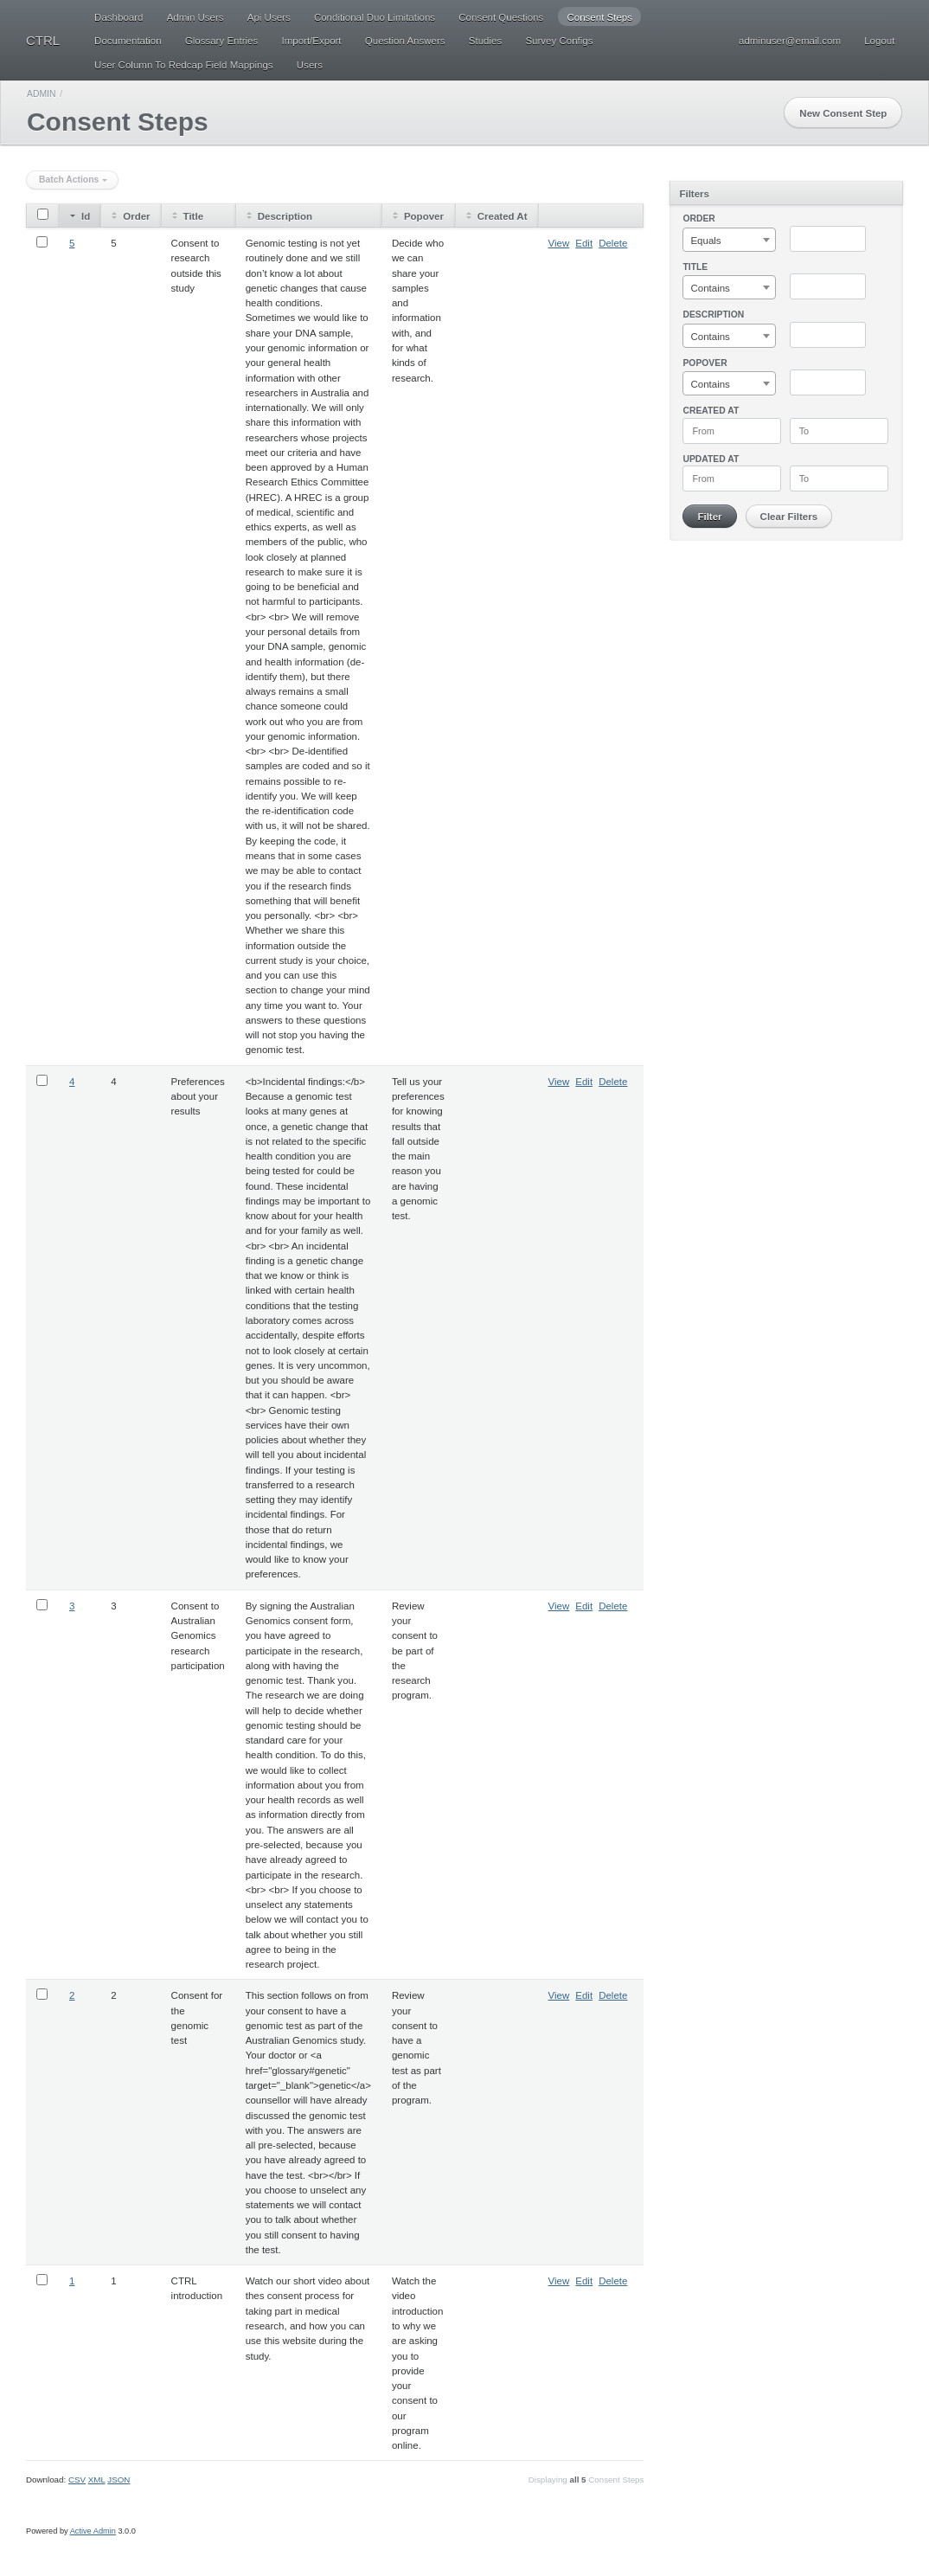 Dashboard Admin Users Api Users Conditional Duo Limitations Consent Questions Consent Steps
CTRL Documentation Glossary Entries Import/Export Question Answers Studies Survey Configs adminuser@email.com Logout
User Column To Redcap Field Mappings Users
ADMIN /
Consent Steps
New Consent Step
Batch Actions
Id Order Title Description Popover Created At
5 5
Consent to
research
outside this
study
Genomic testing is not yet
routinely done and we still
don't know a lot about
genetic changes that cause
health conditions.
Sometimes we would like to
share your DNA sample,
your genomic information or
your general health
information with other
researchers in Australia and
internationally. We will only
share this information with
researchers whose projects
meet our criteria and have
been approved by a Human
Research Ethics Committee
(HREC). A HREC is a group
of medical, scientific and
ethics experts, as well as
members of the public, who
look closely at planned
research to make sure it is
going to be beneficial and
not harmful to participants.
<br> <br> We will remove
your personal details from
your DNA sample, genomic
and health information (de-
identify them), but there
always remains a small
chance someone could
work out who you are from
your genomic information.
<br> <br> De-identified
samples are coded and so it
remains possible to re-
identify you. We will keep
the re-identification code
with us, it will not be shared.
By keeping the code, it
means that in some cases
we may be able to contact
you if the research finds
something that will benefit
you personally. <br> <br>
Whether we share this
information outside the
current study is your choice,
and you can use this
section to change your mind
any time you want to. Your
answers to these questions
will not stop you having the
genomic test.
Decide who
we can
share your
samples
and
information
with, and
for what
kinds of
research.
View Edit Delete
4 4
Preferences
about your
results
<b>Incidental findings:</b>
Because a genomic test
looks at many genes at
once, a genetic change that
is not related to the specific
health condition you are
being tested for could be
found. These incidental
findings may be important to
know about for your health
and for your family as well.
<br> <br> An incidental
finding is a genetic change
that we know or think is
linked with certain health
conditions that the testing
laboratory comes across
accidentally, despite efforts
not to look closely at certain
genes. It is very uncommon,
but you should be aware
that it can happen. <br>
<br> Genomic testing
services have their own
policies about whether they
will tell you about incidental
findings. If your testing is
transferred to a research
setting they may identify
incidental findings. For
those that do return
incidental findings, we
would like to know your
preferences.
Tell us your
preferences
for knowing
results that
fall outside
the main
reason you
are having
a genomic
test.
View Edit Delete
3 3
Consent to
Australian
Genomics
research
participation
By signing the Australian
Genomics consent form,
you have agreed to
participate in the research,
along with having the
genomic test. Thank you.
The research we are doing
will help to decide whether
genomic testing should be
standard care for your
health condition. To do this,
we would like to collect
information about you from
your health records as well
as information directly from
you. The answers are all
pre-selected, because you
have already agreed to
participate in the research.
<br> <br> If you choose to
unselect any statements
below we will contact you to
talk about whether you still
agree to being in the
research project.
Review
your
consent to
be part of
the
research
program.
View Edit Delete
2 2
Consent for
the
genomic
test
This section follows on from
your consent to have a
genomic test as part of the
Australian Genomics study.
Your doctor or <a
href="glossary#genetic"
target="_blank">genetic</a>
counsellor will have already
discussed the genomic test
with you. The answers are
all pre-selected, because
you have already agreed to
have the test. <br></br> If
you choose to unselect any
statements we will contact
you to talk about whether
you still consent to having
the test.
Review
your
consent to
have a
genomic
test as part
of the
program.
View Edit Delete
1 1
CTRL
introduction
Watch our short video about
thes consent process for
taking part in medical
research, and how you can
use this website during the
study.
Watch the
video
introduction
to why we
are asking
you to
provide
your
consent to
our
program
online.
View Edit Delete
Download: CSV XML JSON
Displaying all 5 Consent Steps
Filters
ORDER
Equals
TITLE
Contains
DESCRIPTION
Contains
POPOVER
Contains
CREATED AT
From To
UPDATED AT
From To
Filter Clear Filters
Powered by Active Admin 3.0.0